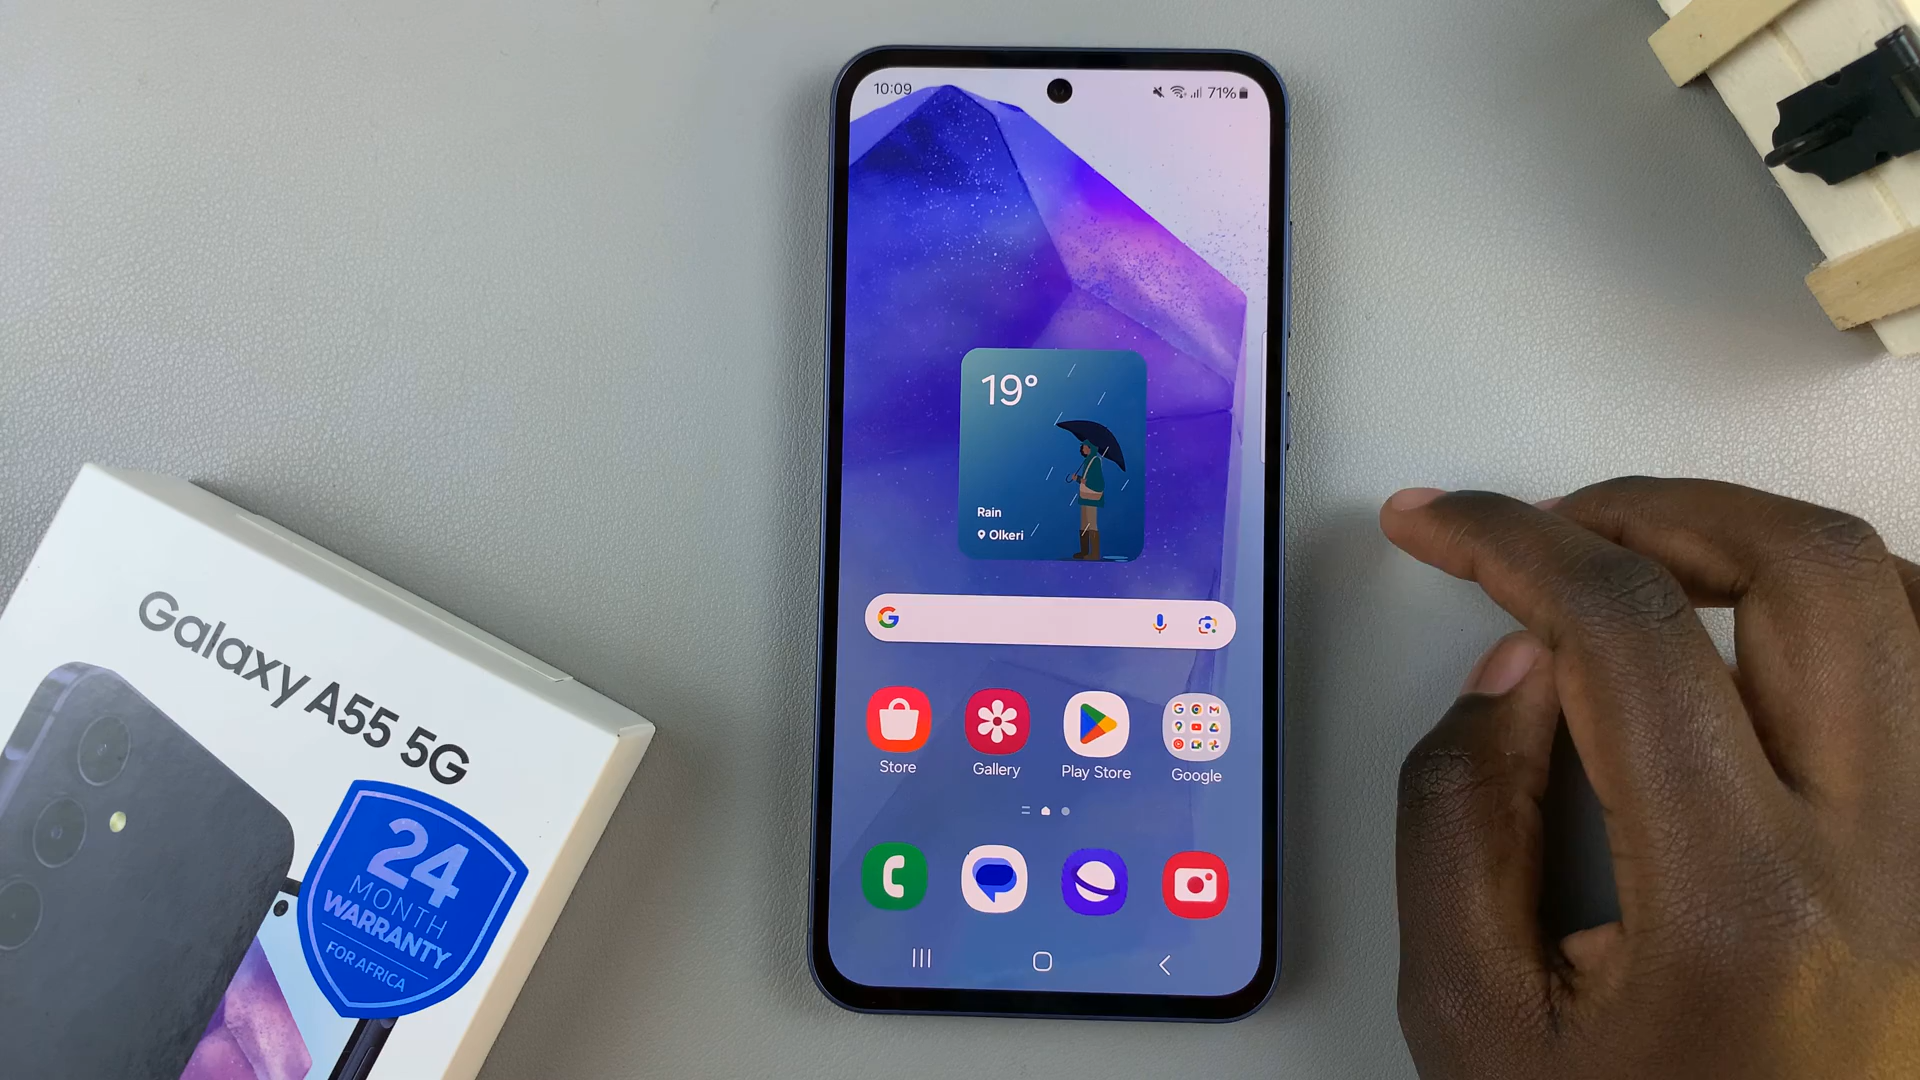 10:09
71%
19°
Rain
Olkeri
Store
Gallery
Play Store
Google
Galaxy A55 5G
24
MONTH
WARRANTY
FOR AFRICA